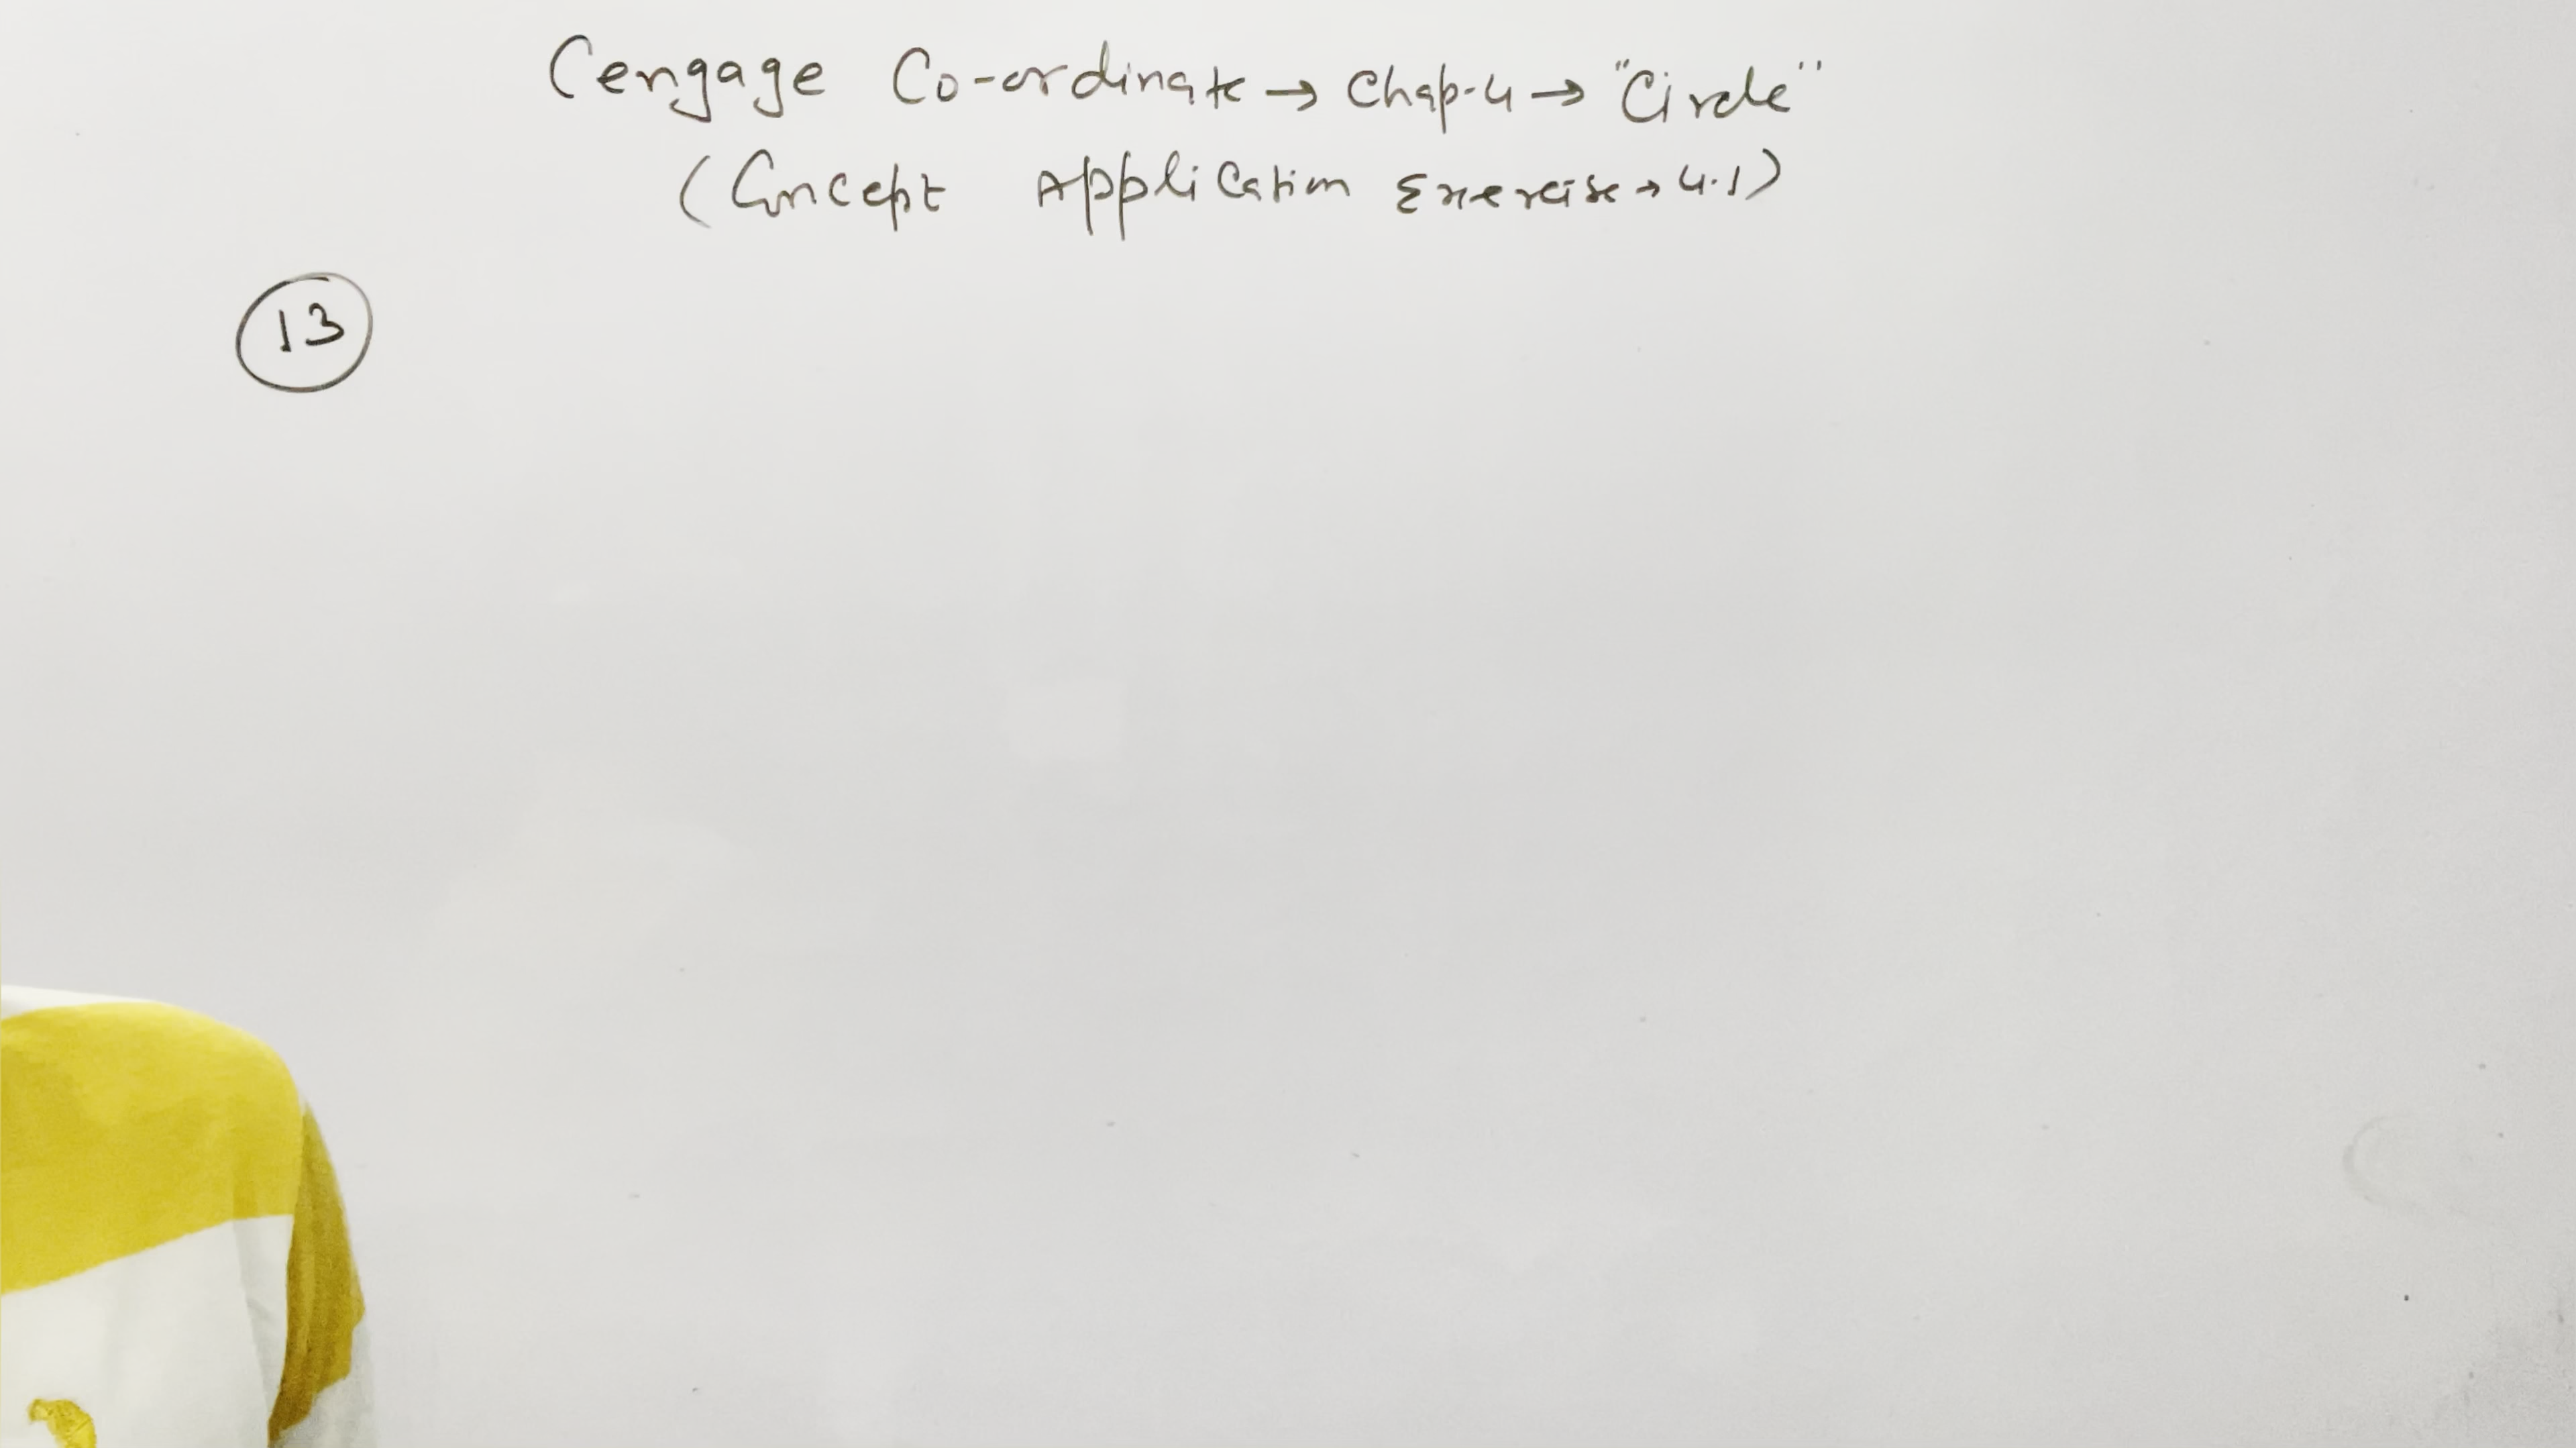 Cengage Co-ordinate → Chap-4 → "Circle"
(Concept Application Exercise → 4.1)
13